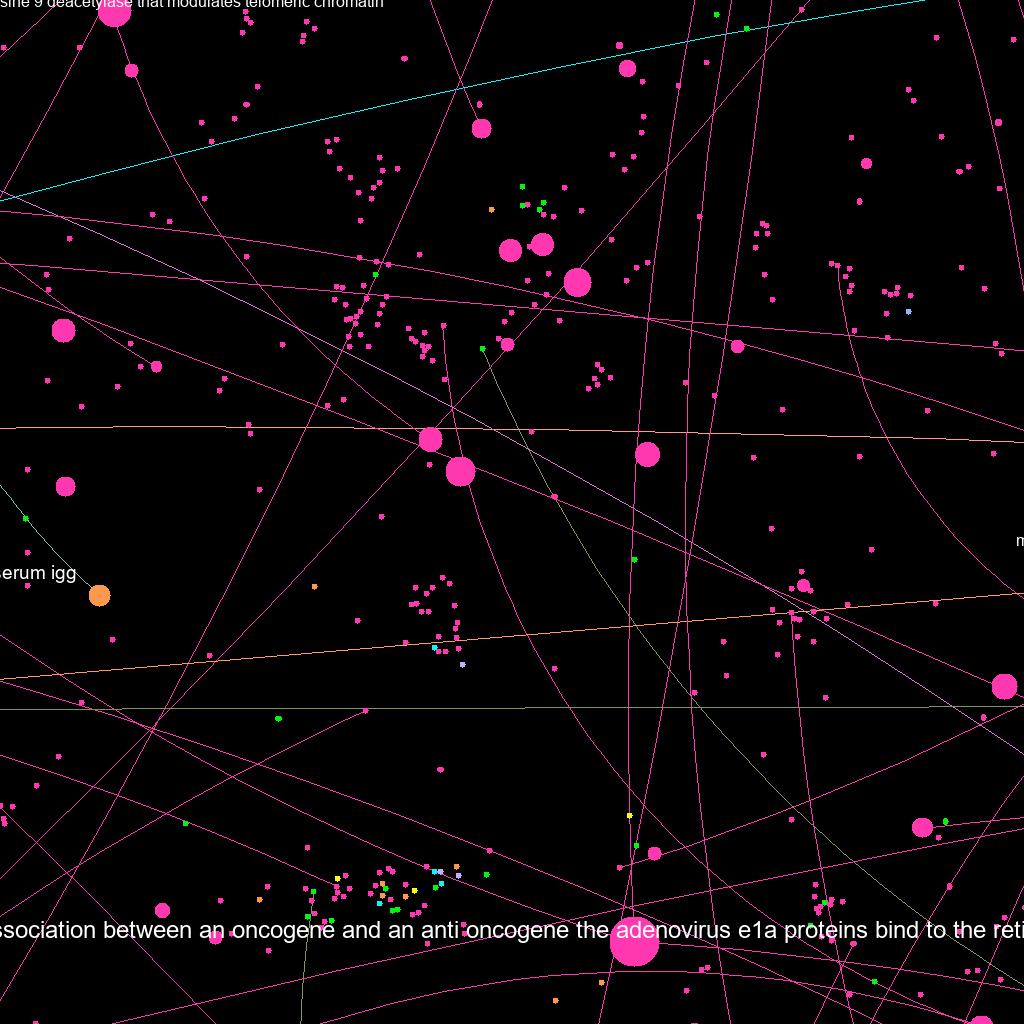 sine 9 deacetylase that modulates telomeric chromatin
serum igg
ssociation between an oncogene and an anti oncogene the adenovirus e1a proteins bind to the reti